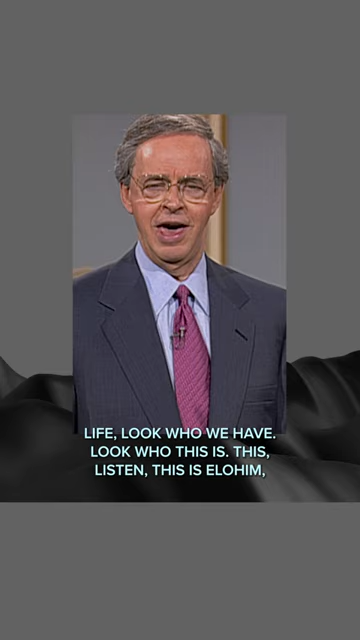 LIFE, LOOK WHO WE HAVE.
LOOK WHO THIS IS. THIS,
LISTEN, THIS IS ELOHIM,